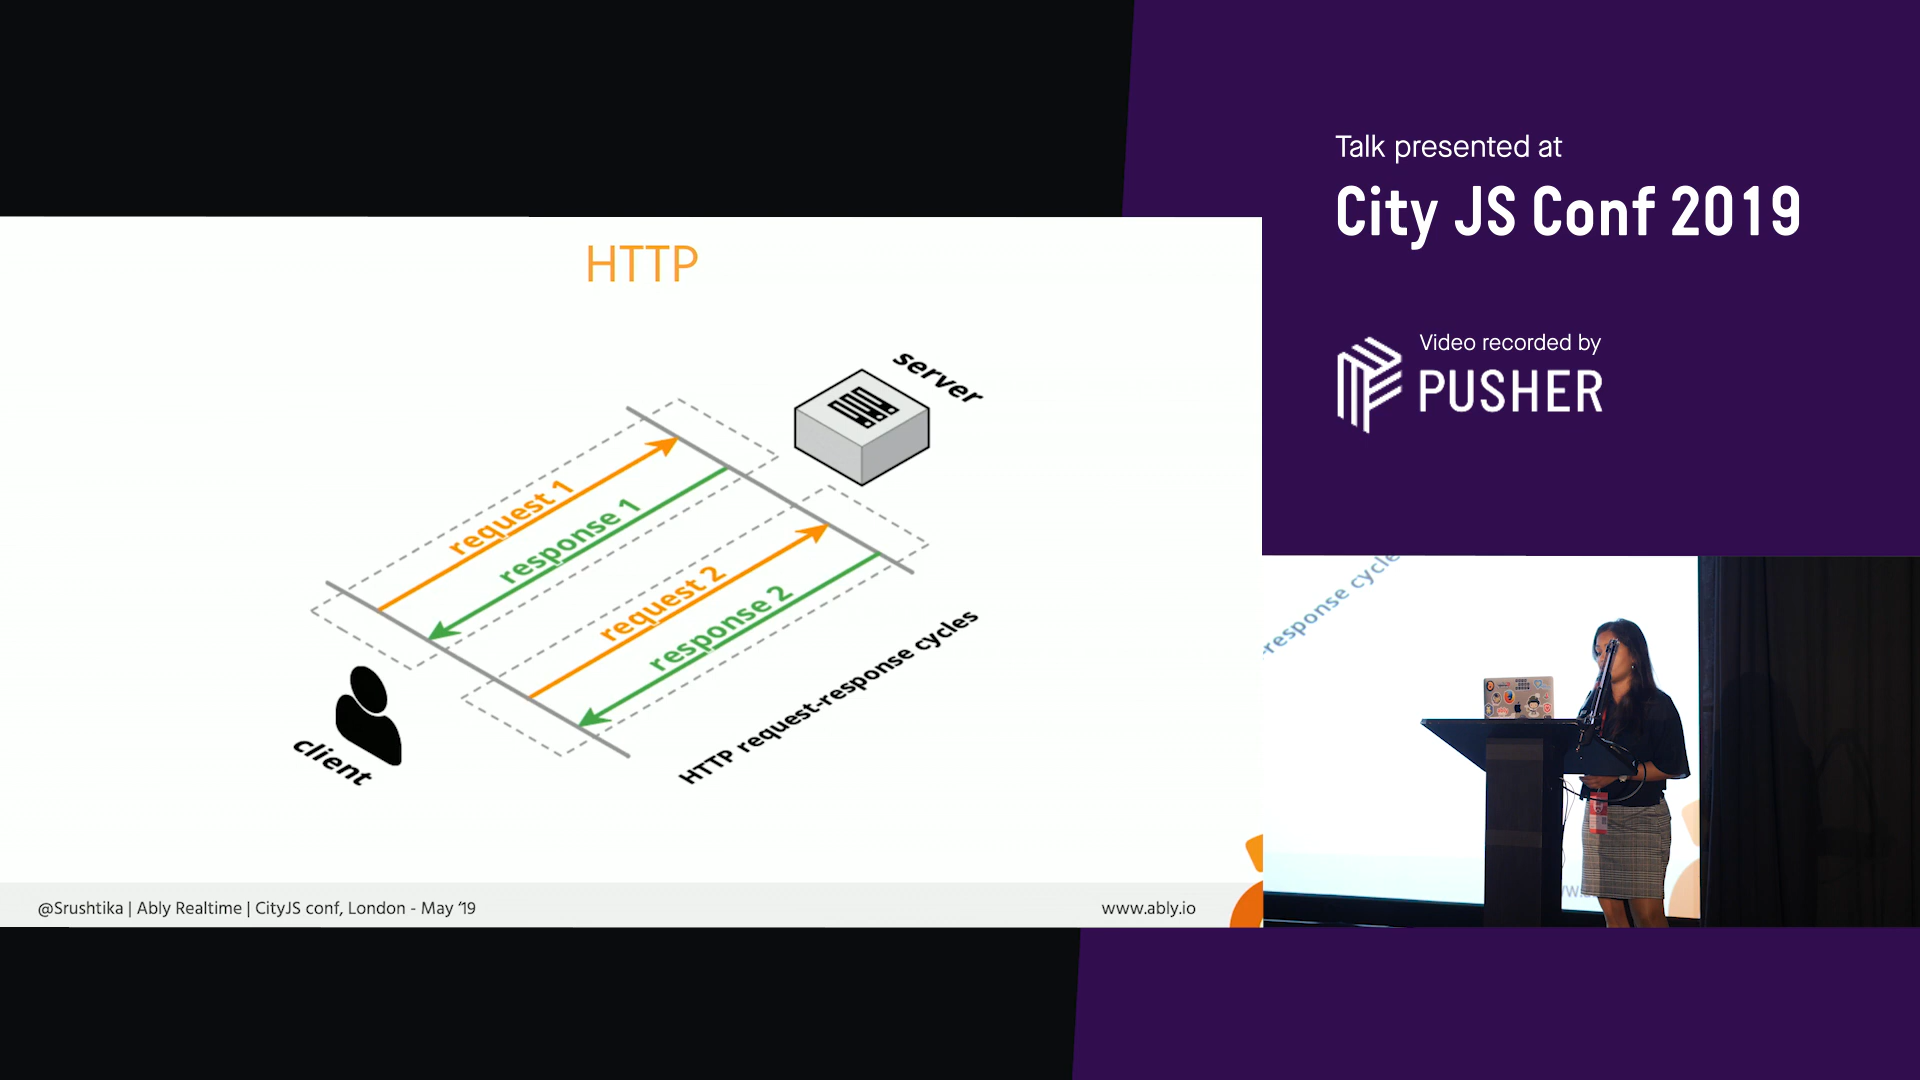 HTTP
server
request 1
response 1
request 2
response 2
client
HTTP request-response cycles
@Srushtika | Ably Realtime | CityJS conf, London - May '19
www.ably.io
Talk presented at
City JS Conf 2019
Video recorded by
PUSHER
-response cycle